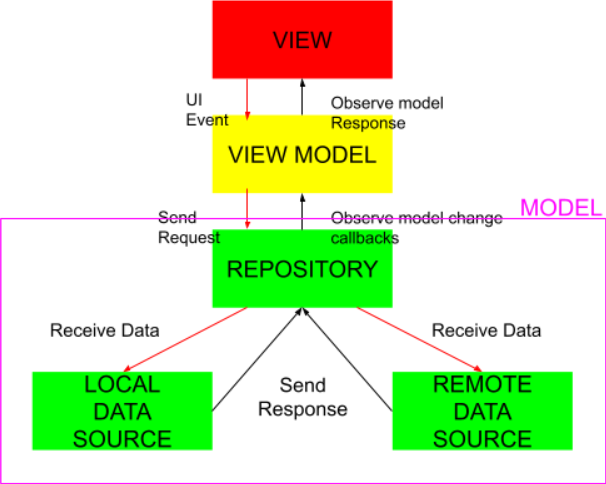 VIEW
UI
Event
Observe model
Response
VIEW MODEL
Send
Request
Observe model change
callbacks
MODEL
REPOSITORY
Receive Data
Receive Data
LOCAL
DATA
SOURCE
Send
Response
REMOTE
DATA
SOURCE